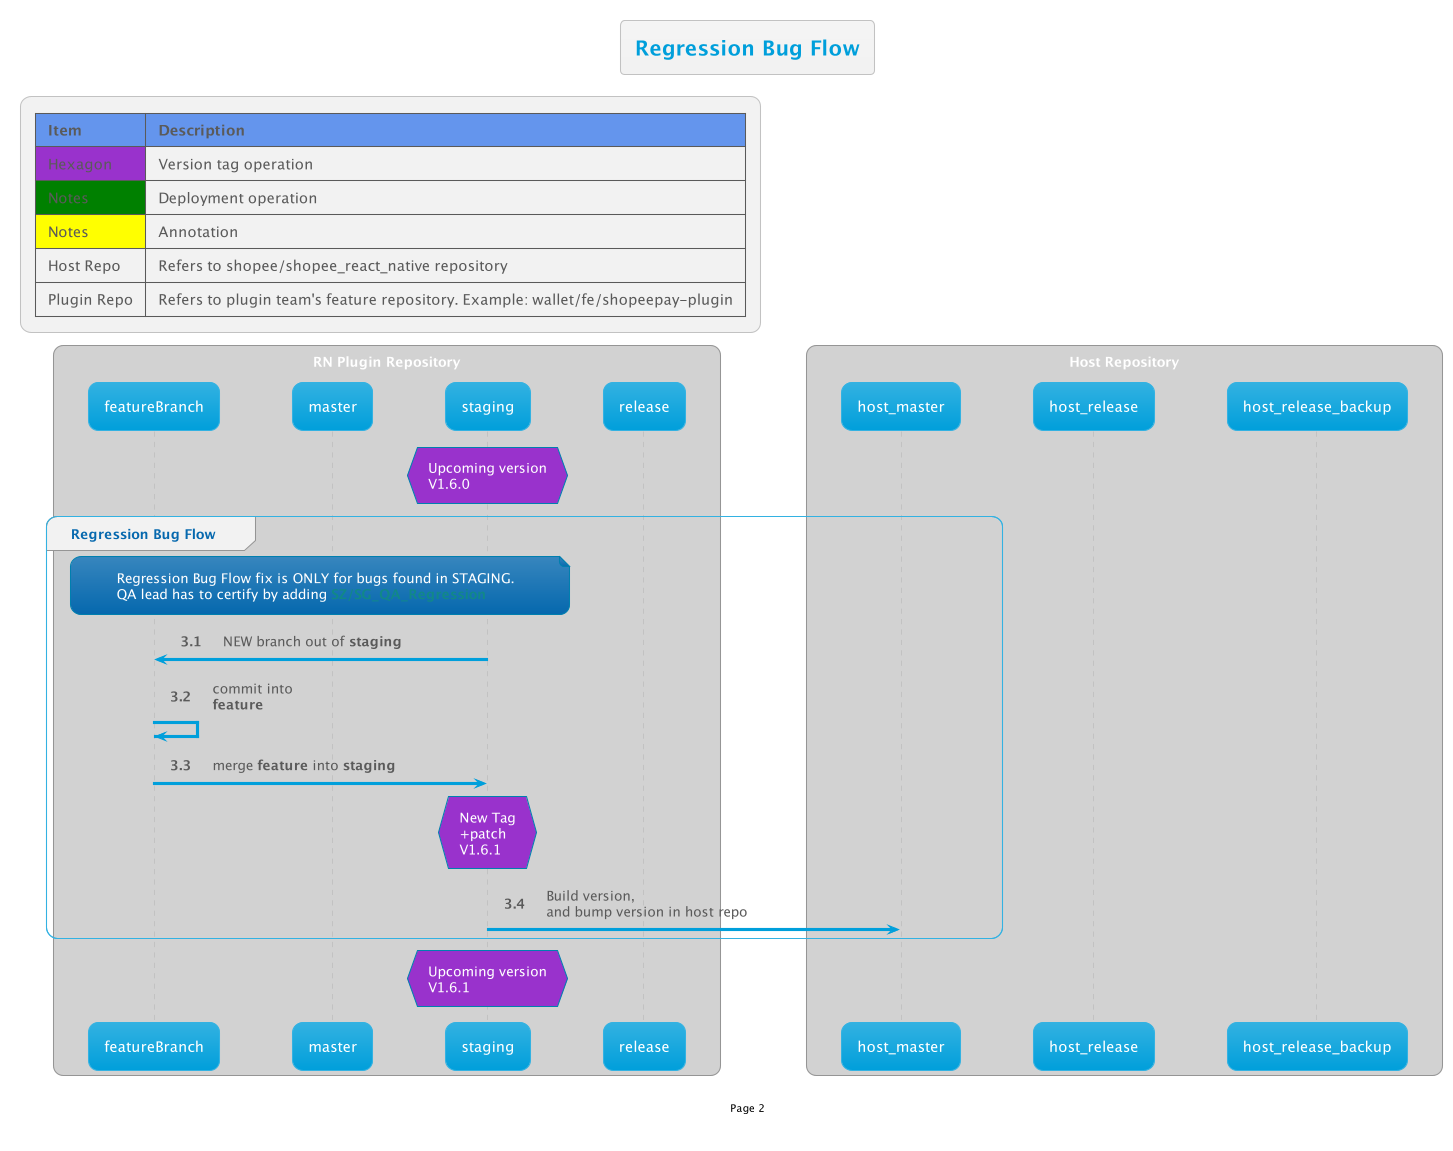 Regression Bug Flow
Item Description
Hexagon Version tag operation
Notes Deployment operation
Notes Annotation
Host Repo Refers to shopee/shopee_react_native repository
Plugin Repo Refers to plugin team's feature repository. Example: wallet/fe/shopeepay-plugin
RN Plugin Repository Host Repository
featureBranch master staging release host_master host_release host_release_backup
Upcoming version
V1.6.0
Regression Bug Flow
Regression Bug Flow fix is ONLY for bugs found in STAGING.
QA lead has to certify by adding SZ/SG_QA_Regression
3.1 NEW branch out of staging
3.2 commit into
feature
3.3 merge feature into staging
New Tag
+patch
V1.6.1
3.4 Build version,
and bump version in host repo
Upcoming version
V1.6.1
featureBranch master staging release host_master host_release host_release_backup
Page 2